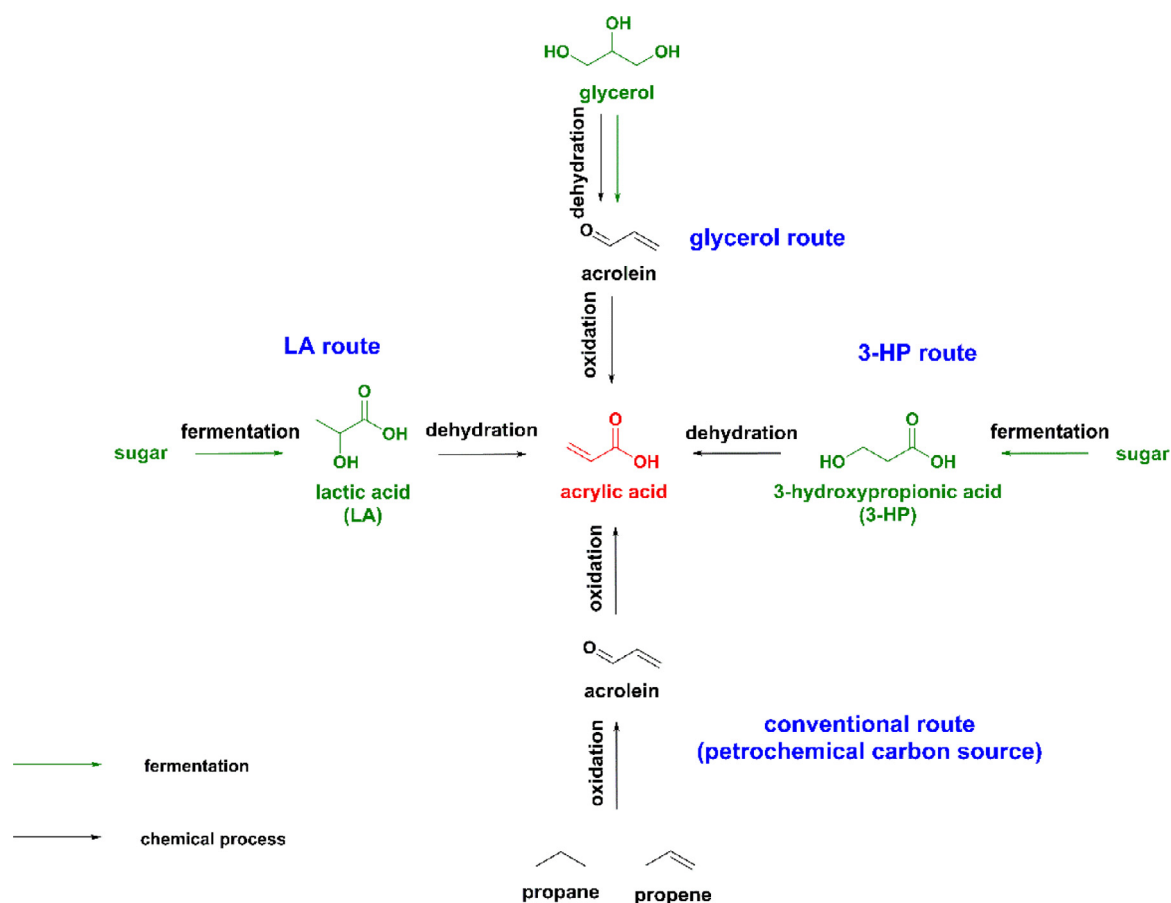 OH
HO OH
glycerol
dehydration
O
acrolein
glycerol route
oxidation
LA route
3-HP route
O
OH
OH
sugar
fermentation
lactic acid
(LA)
dehydration
O
OH
acrylic acid
dehydration
O
HO OH
3-hydroxypropionic acid
(3-HP)
fermentation
sugar
oxidation
O
acrolein
conventional route
(petrochemical carbon source)
oxidation
fermentation
chemical process
propane propene